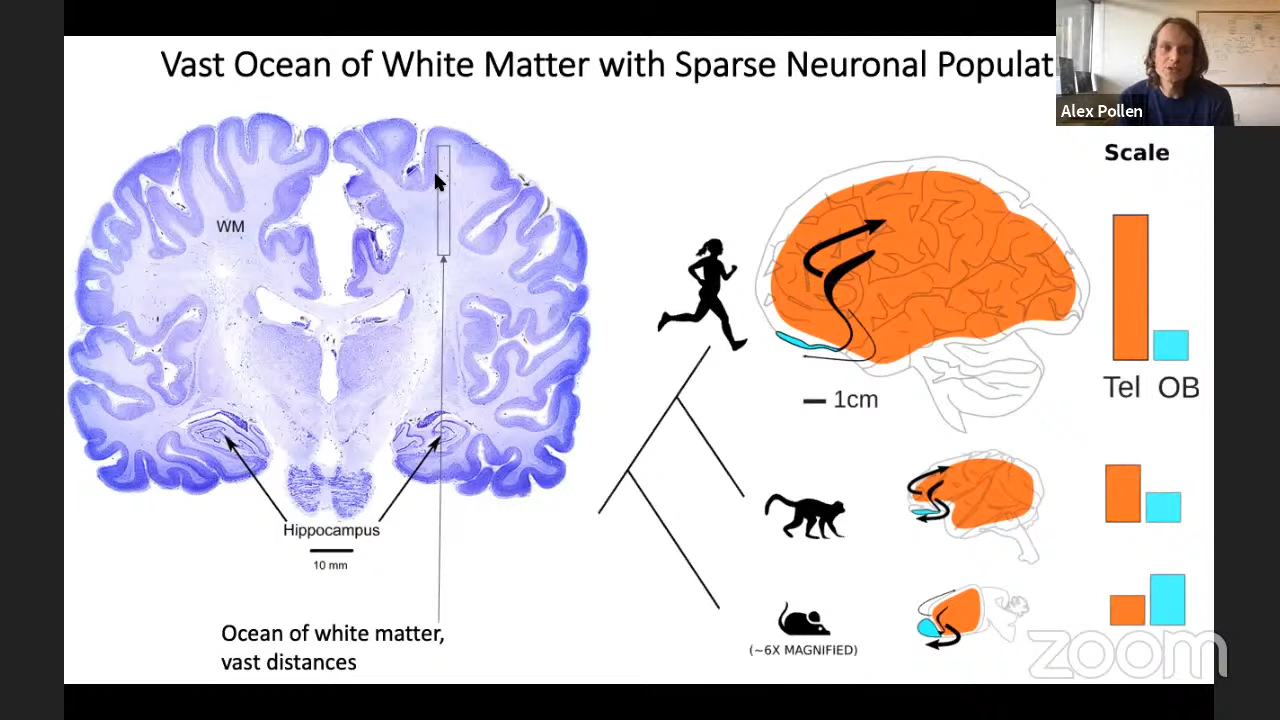 Vast Ocean of White Matter with Sparse Neuronal Populat
Alex Pollen
Scale
WM
1cm
Tel OB
Hippocampus
10 mm
(~6X MAGNIFIED)
Ocean of white matter,
vast distances
zoom